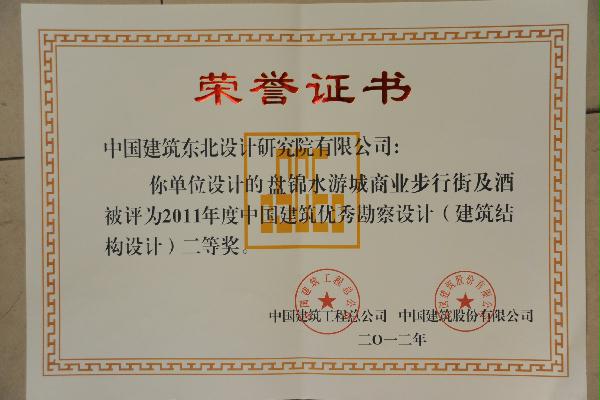 荣誉证书
中国建筑东北设计研究院有限公司：
你单位设计的盘锦水游城商业步行街及酒
被评为2011年度中国建筑优秀勘察设计（建筑结
构设计）二等奖。
中国建筑工程总公司 中国建筑股份有限公司
二〇一二年